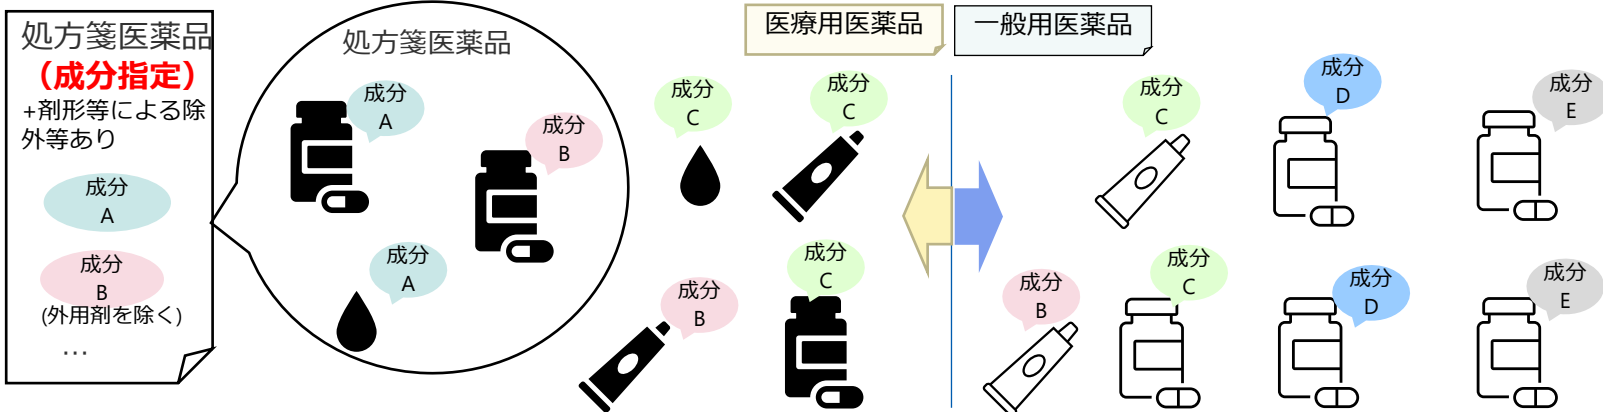 処方箋医薬品
（成分指定）
+剤形等による除
外等あり
成分
A
成分
B
(外用剤を除く)
…
処方箋医薬品
成分
A
成分
B
成分
A
医療用医薬品
一般用医薬品
成分
C
成分
C
成分
B
成分
C
成分
C
成分
D
成分
E
成分
B
成分
C
成分
D
成分
E